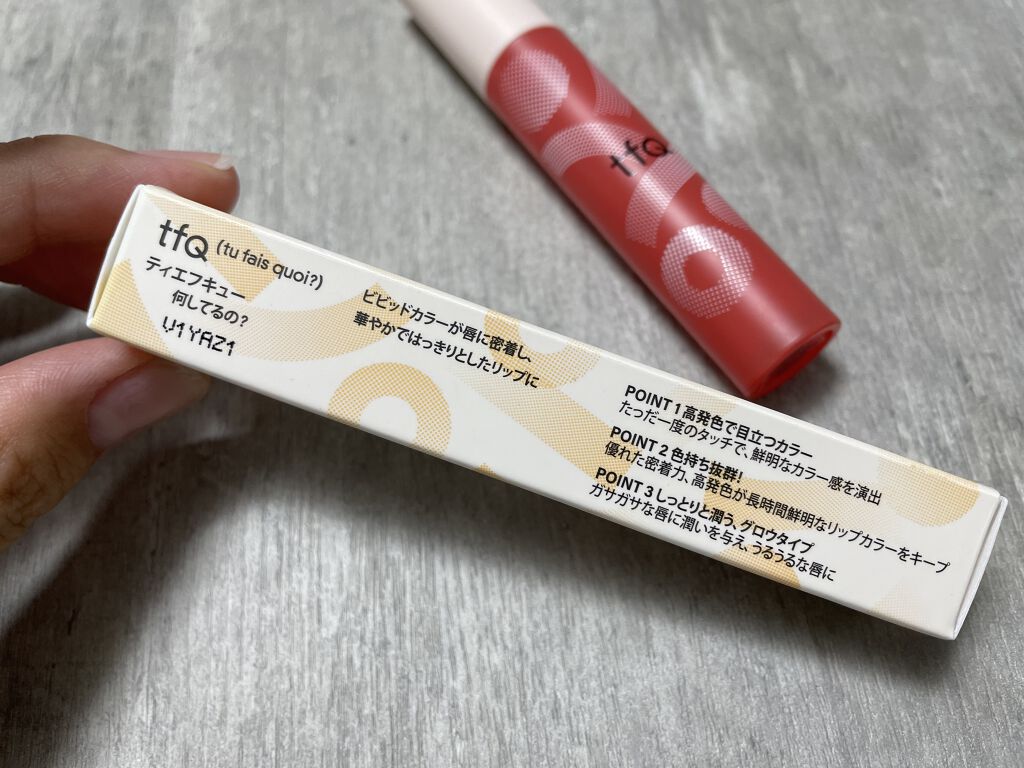 tfQ (tu fais quoi?)
ティエフキュー
何してるの?
V1YAZ1
ビビッドカラーが唇に密着し、
華やかではっきりとしたリップに
POINT 1 高発色で目立つカラー
たった一度のタッチで、鮮明なカラー感を演出
POINT 2 色持ち抜群!
優れた密着力、高発色が長時間鮮明なリップカラーをキープ
POINT 3 しっとりと潤う、グロウタイプ
ガサガサな唇に潤いを与え、うるうるな唇に
tfQ